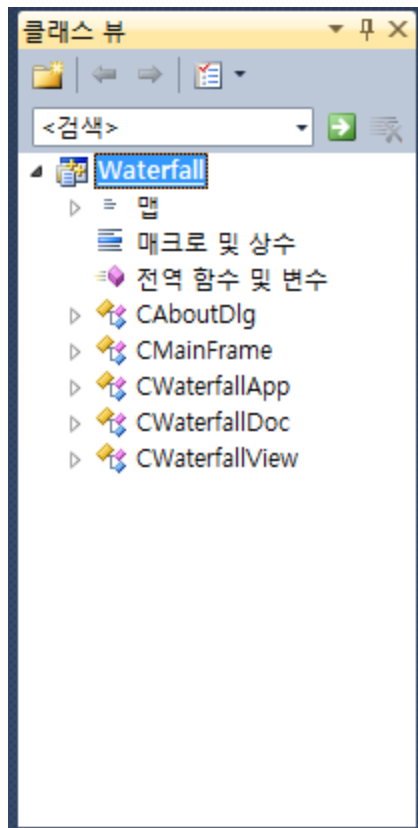 클래스 뷰
<검색>
Waterfall
맵
매크로 및 상수
전역 함수 및 변수
CAboutDlg
CMainFrame
CWaterfallApp
CWaterfallDoc
CWaterfallView